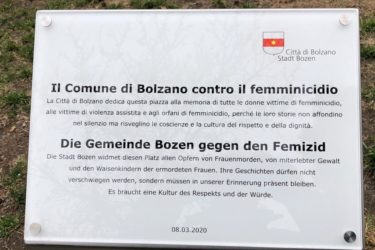 Città di Bolzano
Stadt Bozen
Il Comune di Bolzano contro il femminicidio
La Città di Bolzano dedica questa piazza alla memoria di tutte le donne vittime di femminicidio,
alle vittime di violenza assistita e agli orfani di femminicidio, perché le loro storie non affondino
nel silenzio ma risveglino le coscienze e la cultura del rispetto e della dignità.
Die Gemeinde Bozen gegen den Femizid
Die Stadt Bozen widmet diesen Platz allen Opfern von Frauenmorden, von miterlebter Gewalt
und den Waisenkindern der ermordeten Frauen. Ihre Geschichten dürfen nicht
verschwiegen werden, sondern müssen in unserer Erinnerung präsent bleiben.
Es braucht eine Kultur des Respekts und der Würde.
08.03.2020